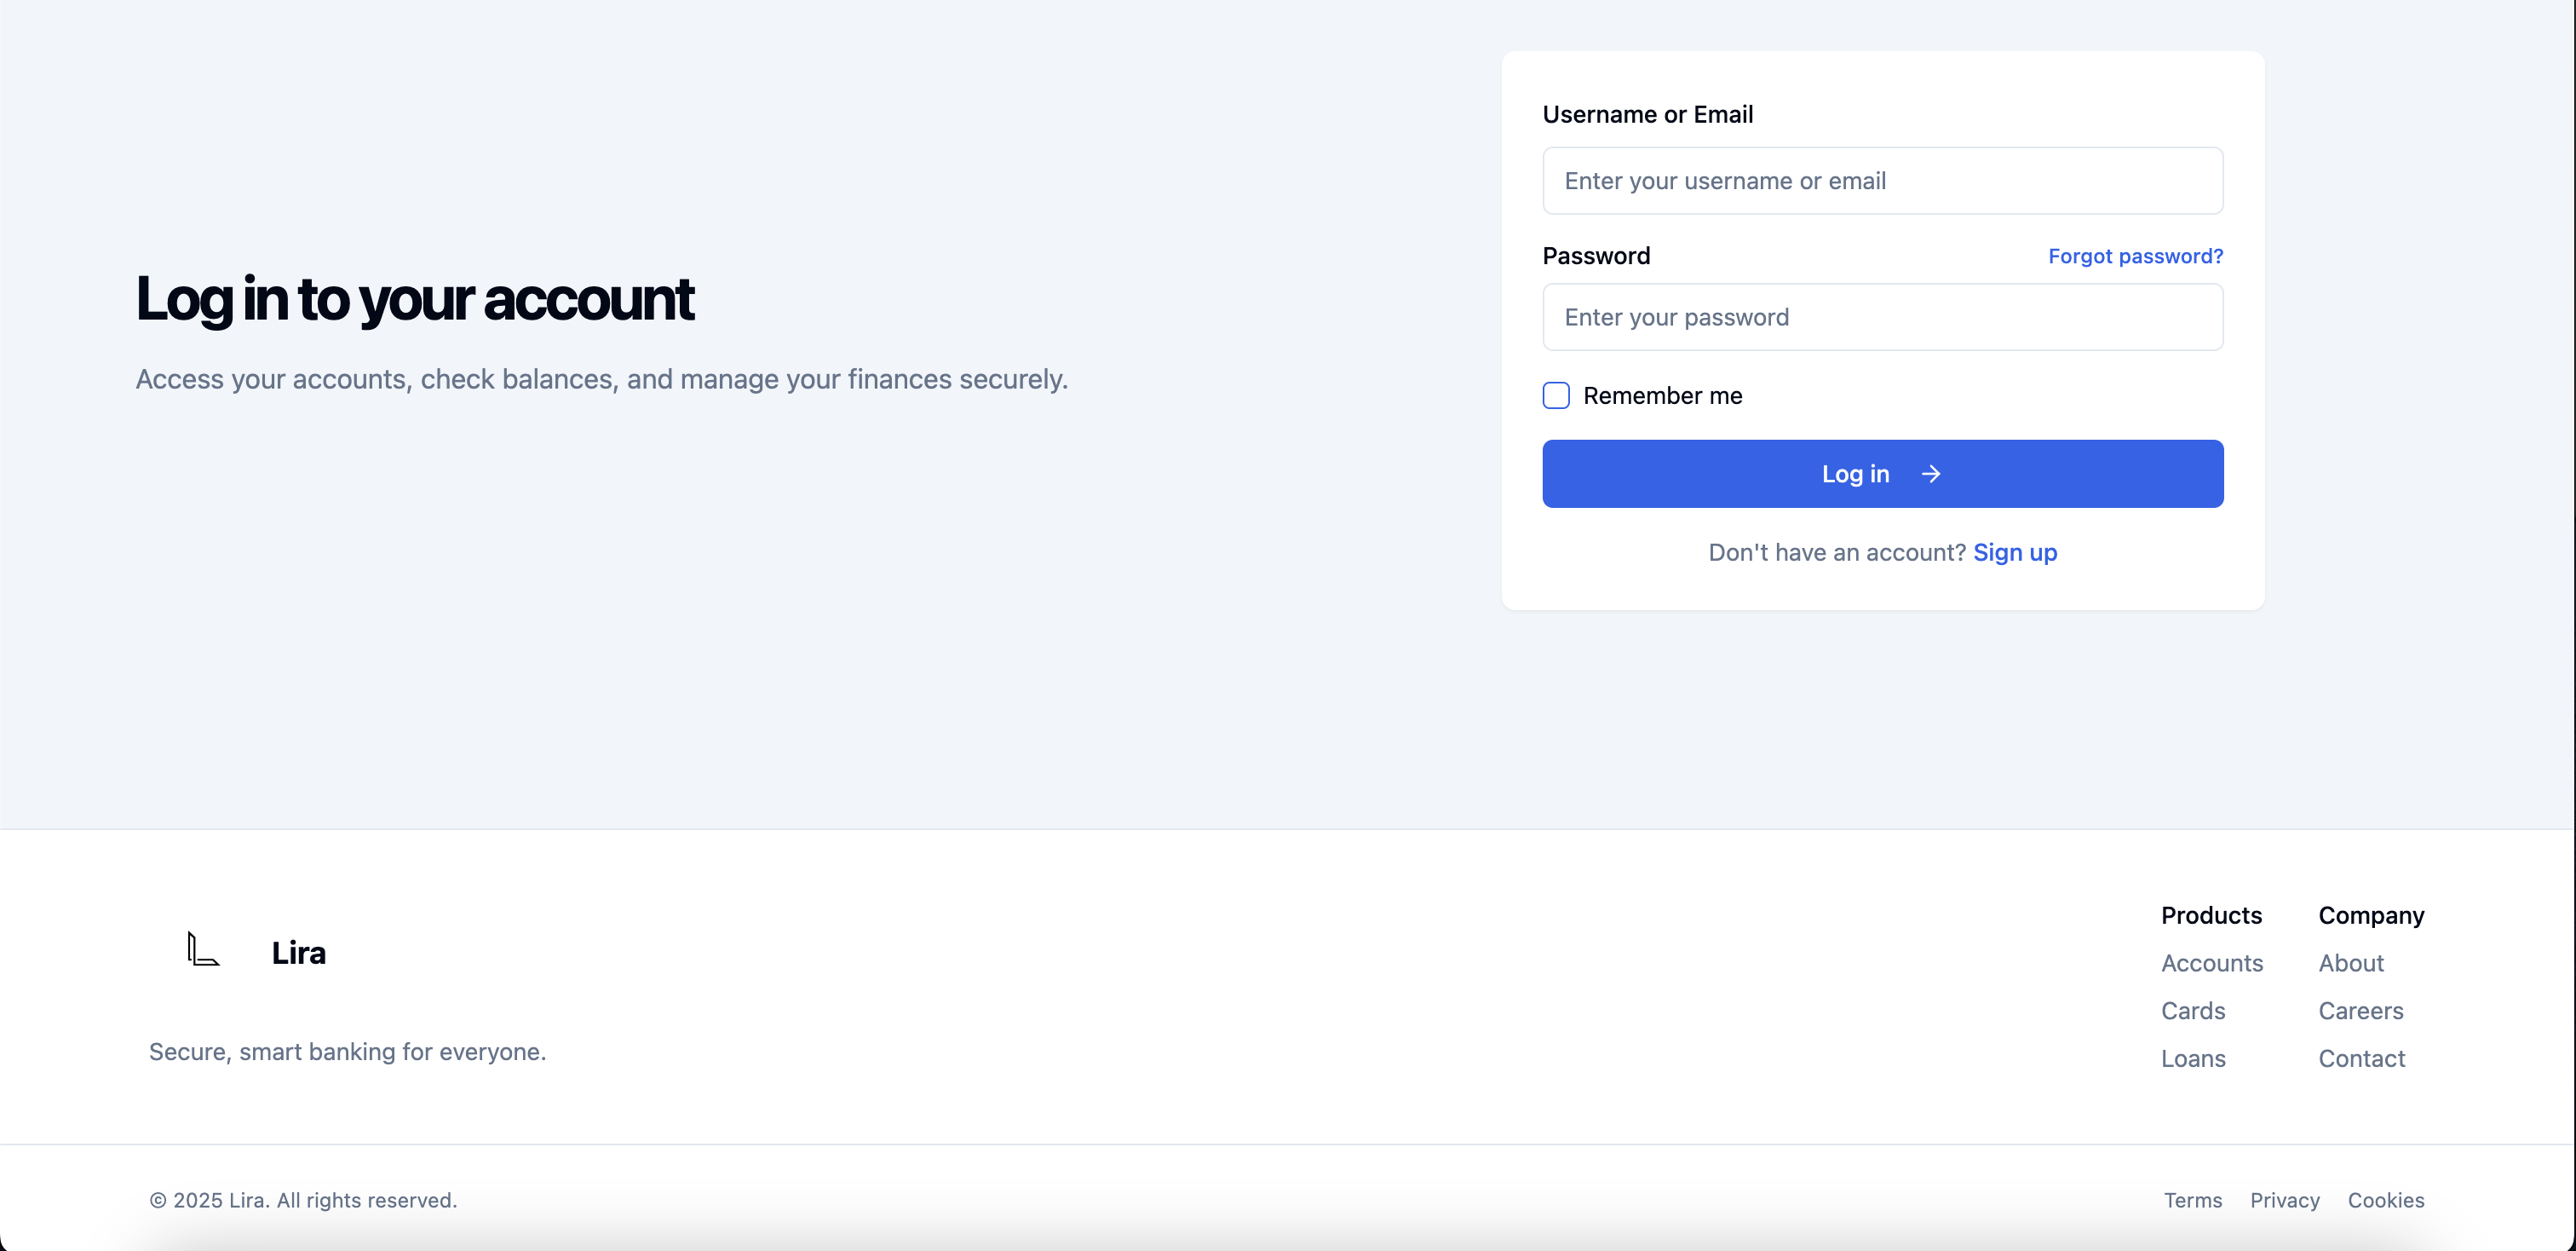 Log in to your account
Access your accounts, check balances, and manage your finances securely.
Username or Email
Enter your username or email
Password
Forgot password?
Enter your password
Remember me
Log in →
Don't have an account? Sign up
Lira
Secure, smart banking for everyone.
Products
Accounts
Cards
Loans
Company
About
Careers
Contact
© 2025 Lira. All rights reserved.
Terms
Privacy
Cookies